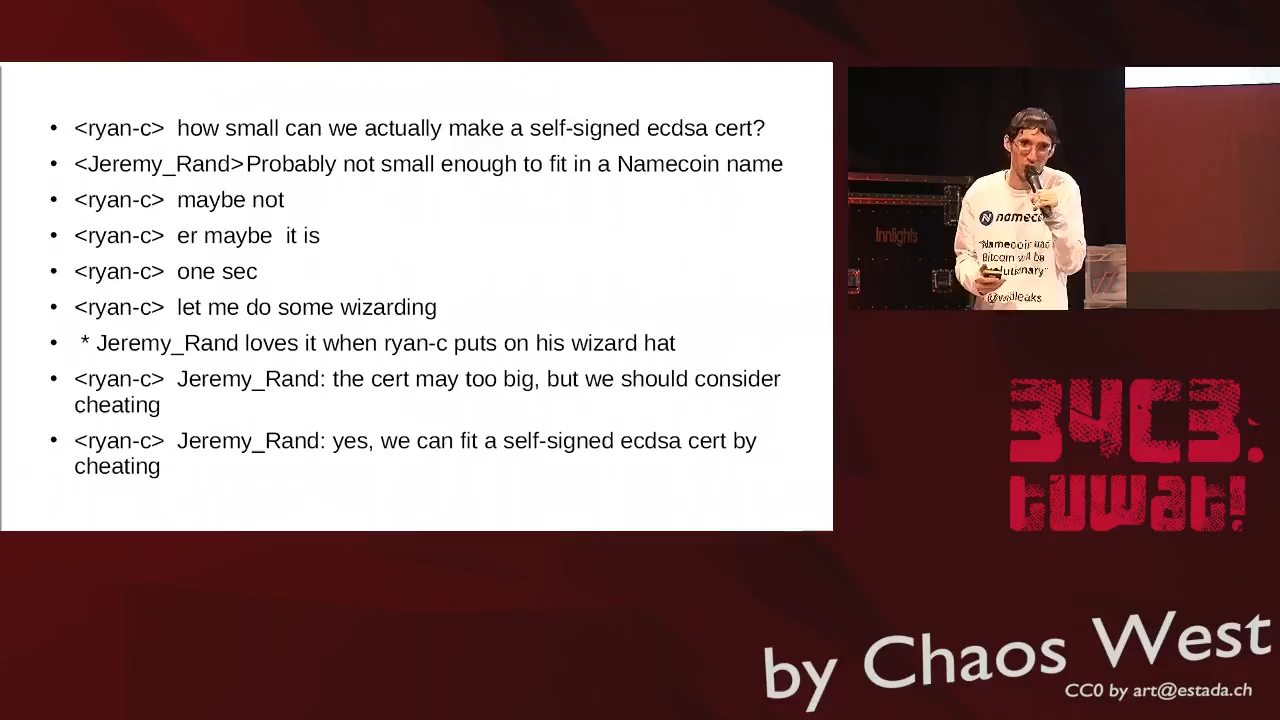 • <ryan-c>  how small can we actually make a self-signed ecdsa cert?
• <Jeremy_Rand> Probably not small enough to fit in a Namecoin name
• <ryan-c>  maybe not
• <ryan-c>  er maybe  it is
• <ryan-c>  one sec
• <ryan-c>  let me do some wizarding
•  * Jeremy_Rand loves it when ryan-c puts on his wizard hat
• <ryan-c>  Jeremy_Rand: the cert may too big, but we should consider
cheating
• <ryan-c>  Jeremy_Rand: yes, we can fit a self-signed ecdsa cert by
cheating
Innlights
"Namecoin and
Bitcoin will be
@wikileaks
34C3:
tuwat!
by Chaos West
CC0 by art@estada.ch